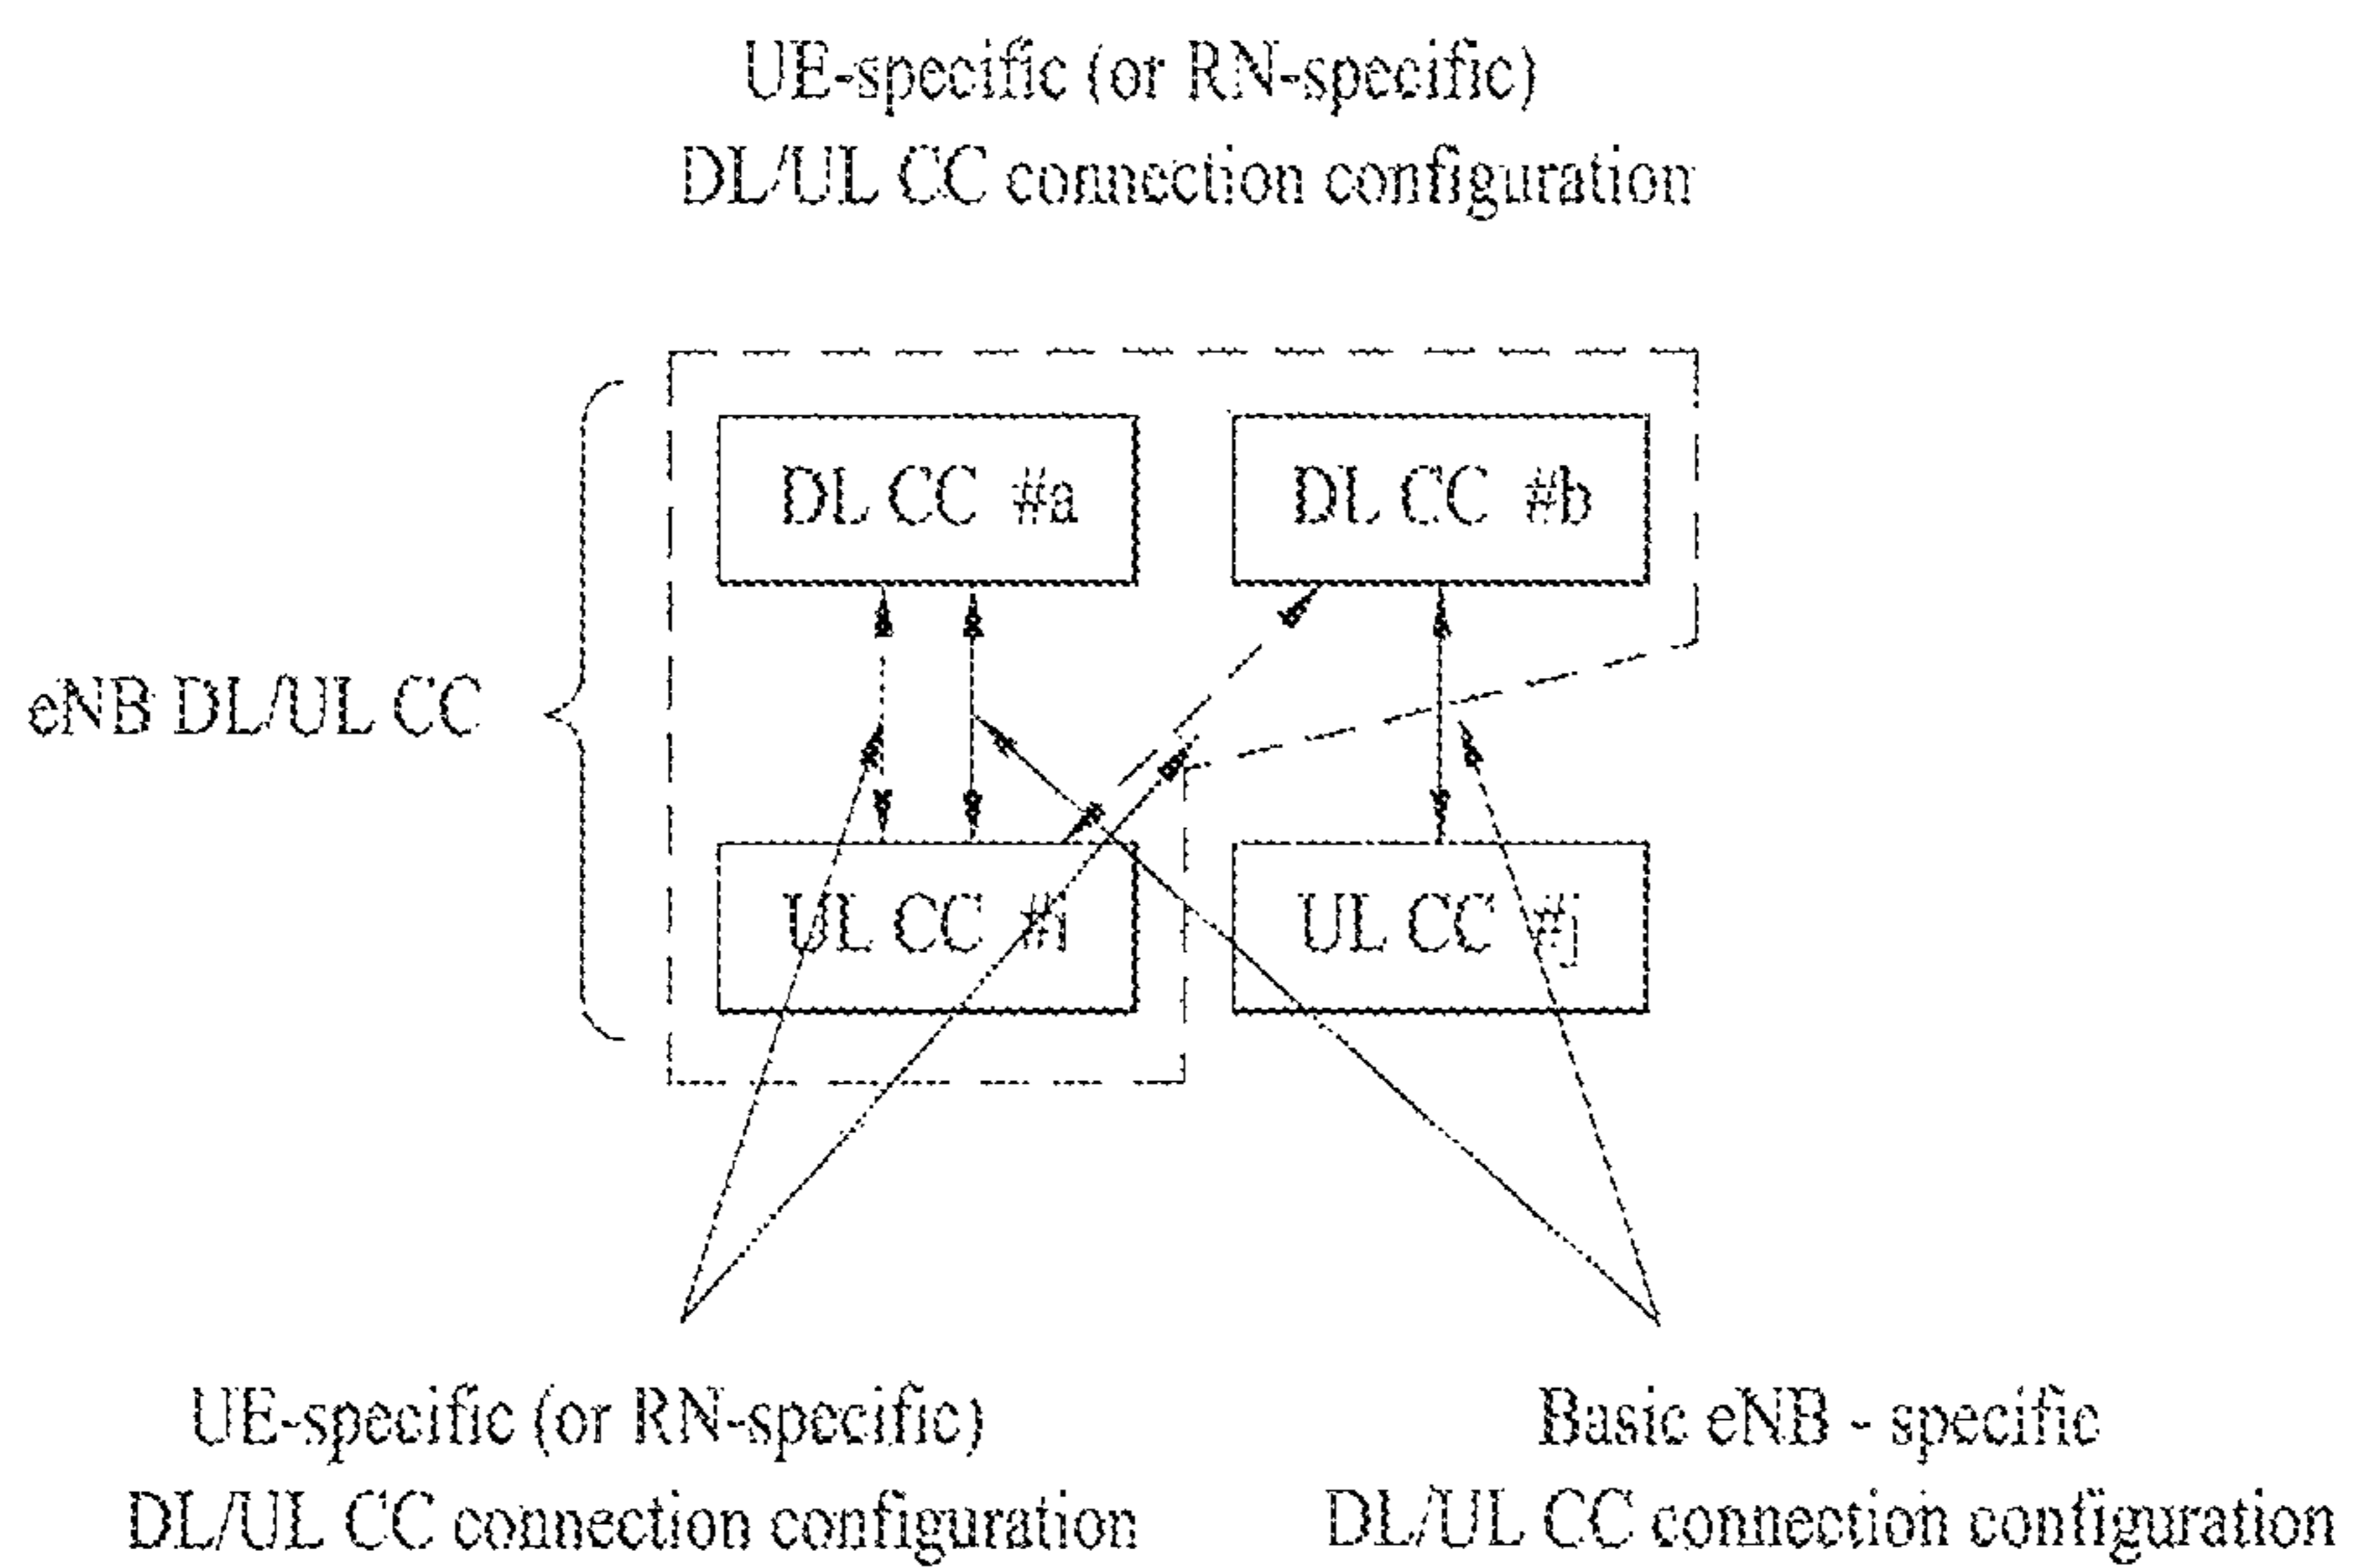 UE-specific (or RN-specific)
DL/UL CC connection configuration
DL CC #a
DL CC #b
eNB DL/UL CC
UL CC #i
UL CC #j
UE-specific (or RN-specific)
DL/UL CC connection configuration
Basic eNB - specific
DL/UL CC connection configuration